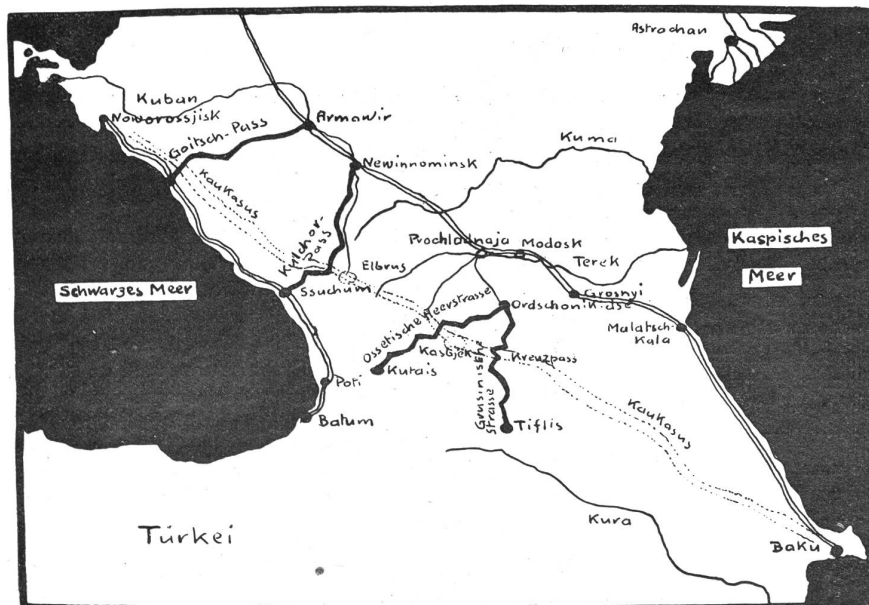 Astrachan
Kuban
Noworossjisk
Goitsch-Pass
Armawir
Kuma
Newinnominsk
Kaukasus
Kluchor-
Pass
Prochladnaja
Modosk
Terek
Kaspisches
Meer
Elbrus
Schwarzes Meer
Ssuchum
Grosnyi
Ordschonikidse
Ossetische Heerstrasse
Malatsch-
Kala
Kasbjek
Kreuzpass
Grusinische
Strasse
Poti
Kutais
Kaukasus
Batum
Tiflis
Kura
Türkei
Baku